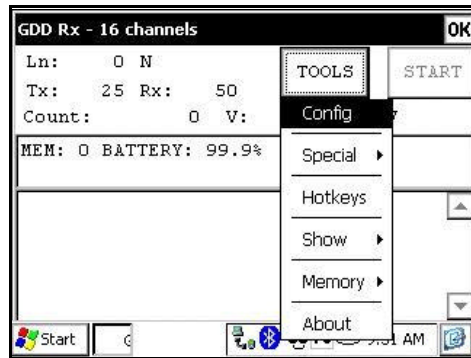 GDD Rx - 16 channels OK
Ln: 0 N
TOOLS START
Tx: 25 Rx: 50
Count: 0 V:
Config
MEM: 0 BATTERY: 99.9%
Special
Hotkeys
Show
Memory
About
Start AM